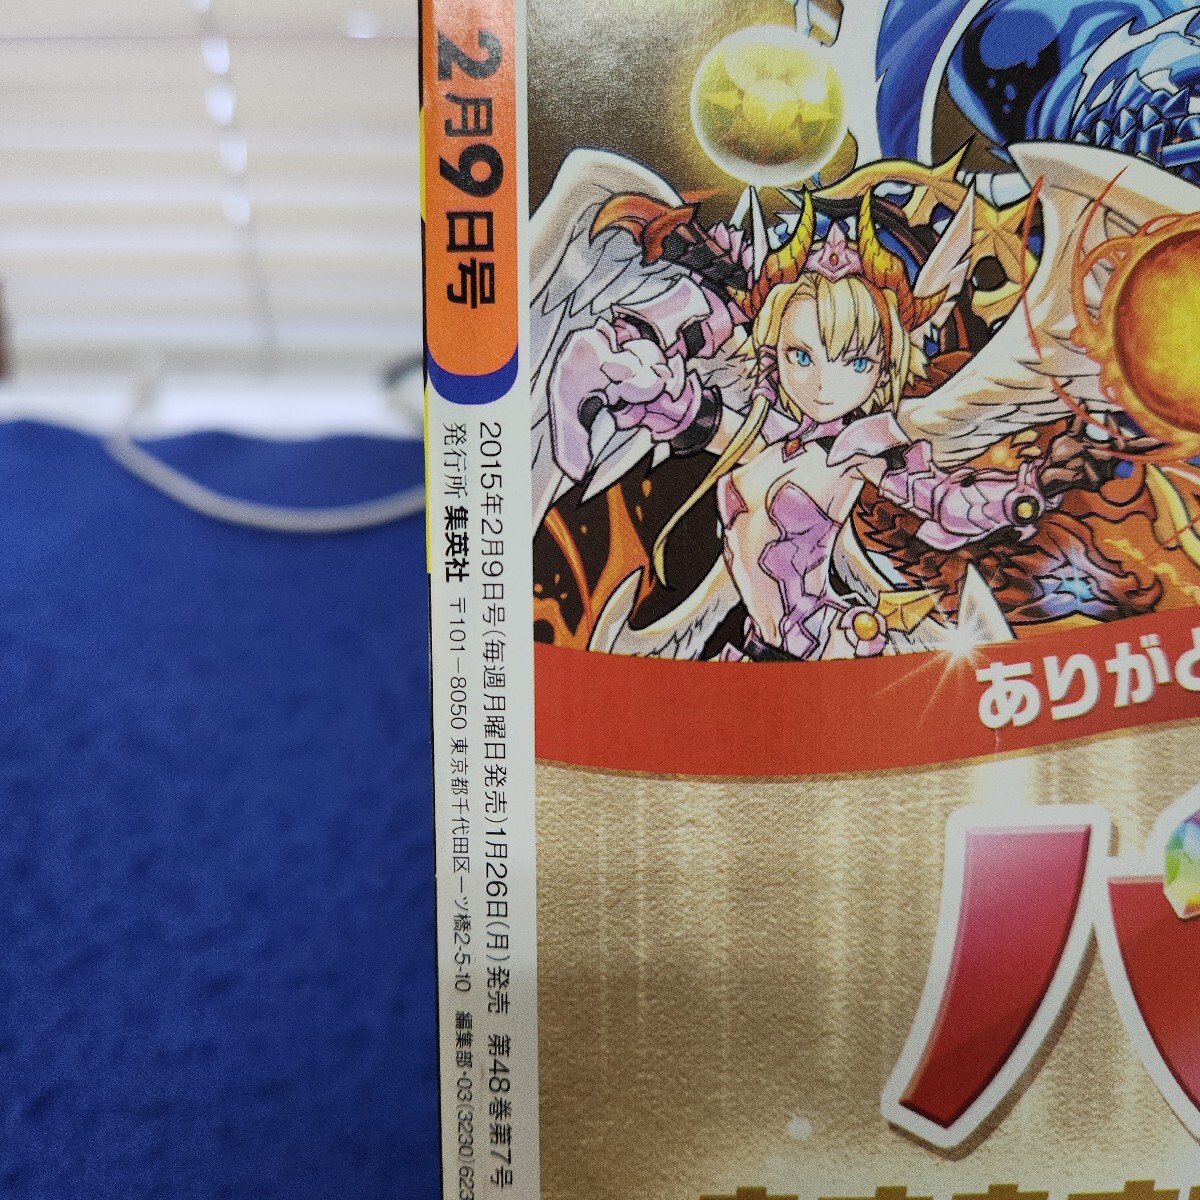 2月9日号
2015年2月9日号(毎週月曜日発売)1月26日(月)発売 第48巻第7号
発行所 集英社 〒101-8050 東京都千代田区一ツ橋2-5-10 編集部・03(3230)623
ありがと
パ